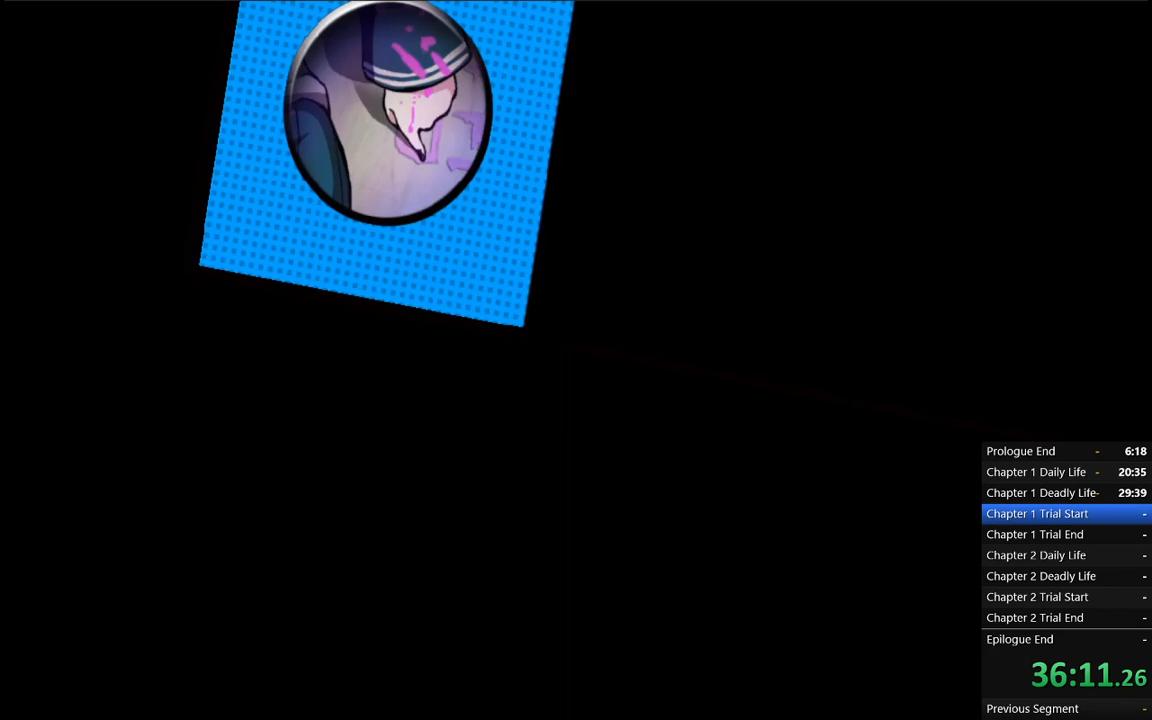 Prologue End - 6:18
Chapter 1 Daily Life - 20:35
Chapter 1 Deadly Life- 29:39
Chapter 1 Trial Start -
Chapter 1 Trial End -
Chapter 2 Daily Life -
Chapter 2 Deadly Life -
Chapter 2 Trial Start -
Chapter 2 Trial End -
Epilogue End -
36:11.26
Previous Segment -